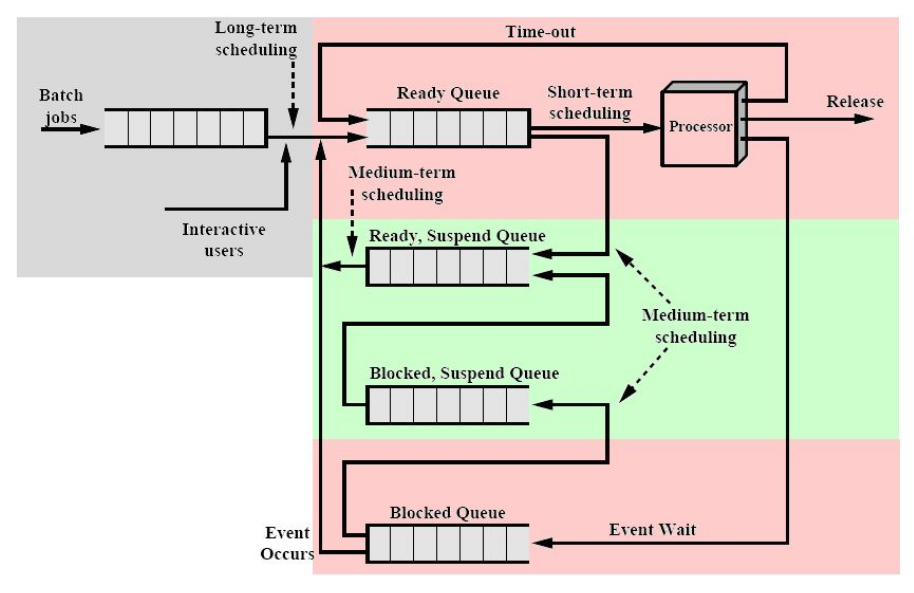 Long-term
scheduling
Time-out
Batch
jobs
Ready Queue
Short-term
scheduling
Processor
Release
Medium-term
scheduling
Interactive
users
Ready, Suspend Queue
Medium-term
scheduling
Blocked, Suspend Queue
Blocked Queue
Event
Occurs
Event Wait